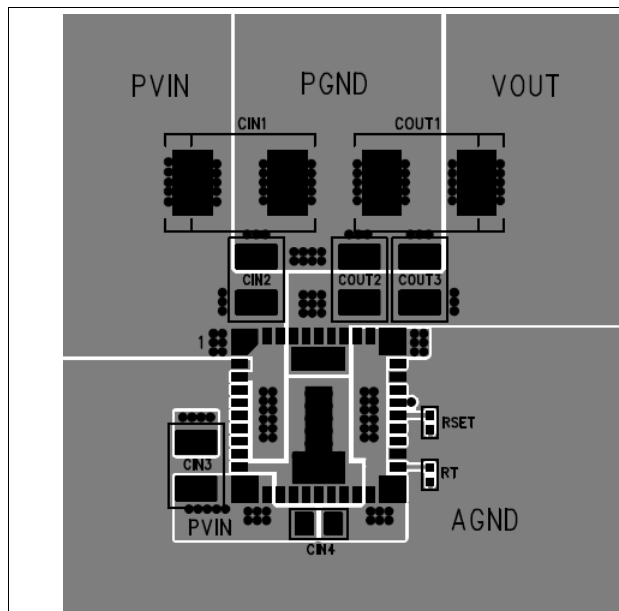 PVIN PGND VOUT
CIN1 COUT1
CIN2 COUT2 COUT3
1
RSET
CIN3
RT
PVIN AGND
CIN4